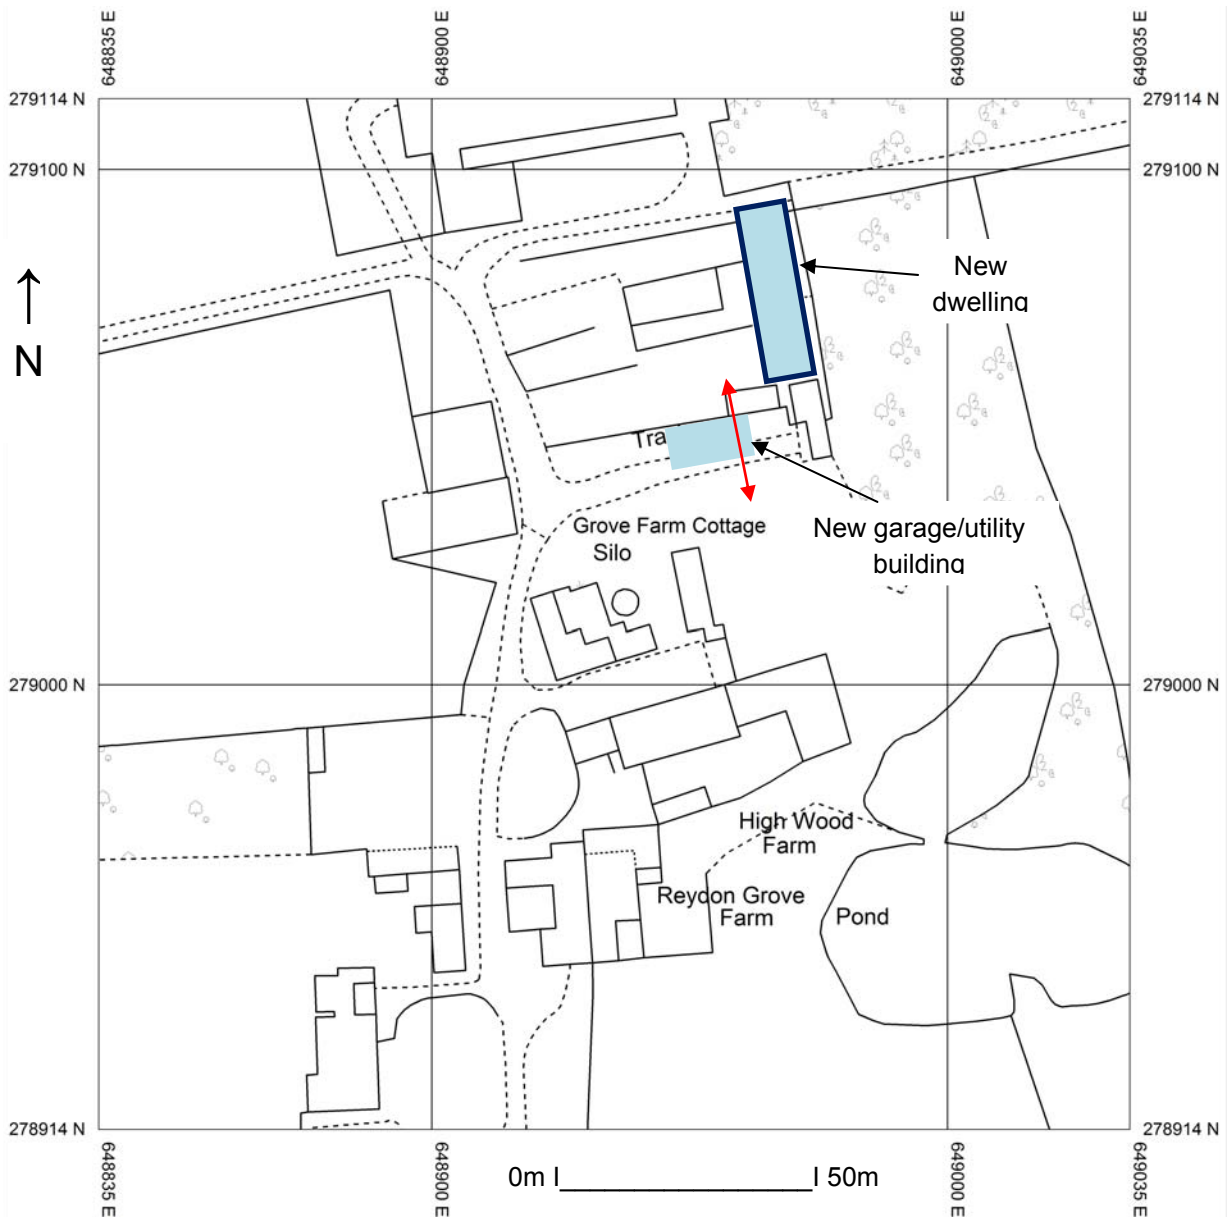 648835 E
648900 E
649000 E
649035 E
279114 N
279114 N
279100 N
279100 N
N
New
dwelling
Tra
Grove Farm Cottage
Silo
New garage/utility
building
279000 N
279000 N
High Wood
Farm
Reydon Grove
Farm
Pond
278914 N
278914 N
648835 E
648900 E
0m I_________________I 50m
649000 E
649035 E